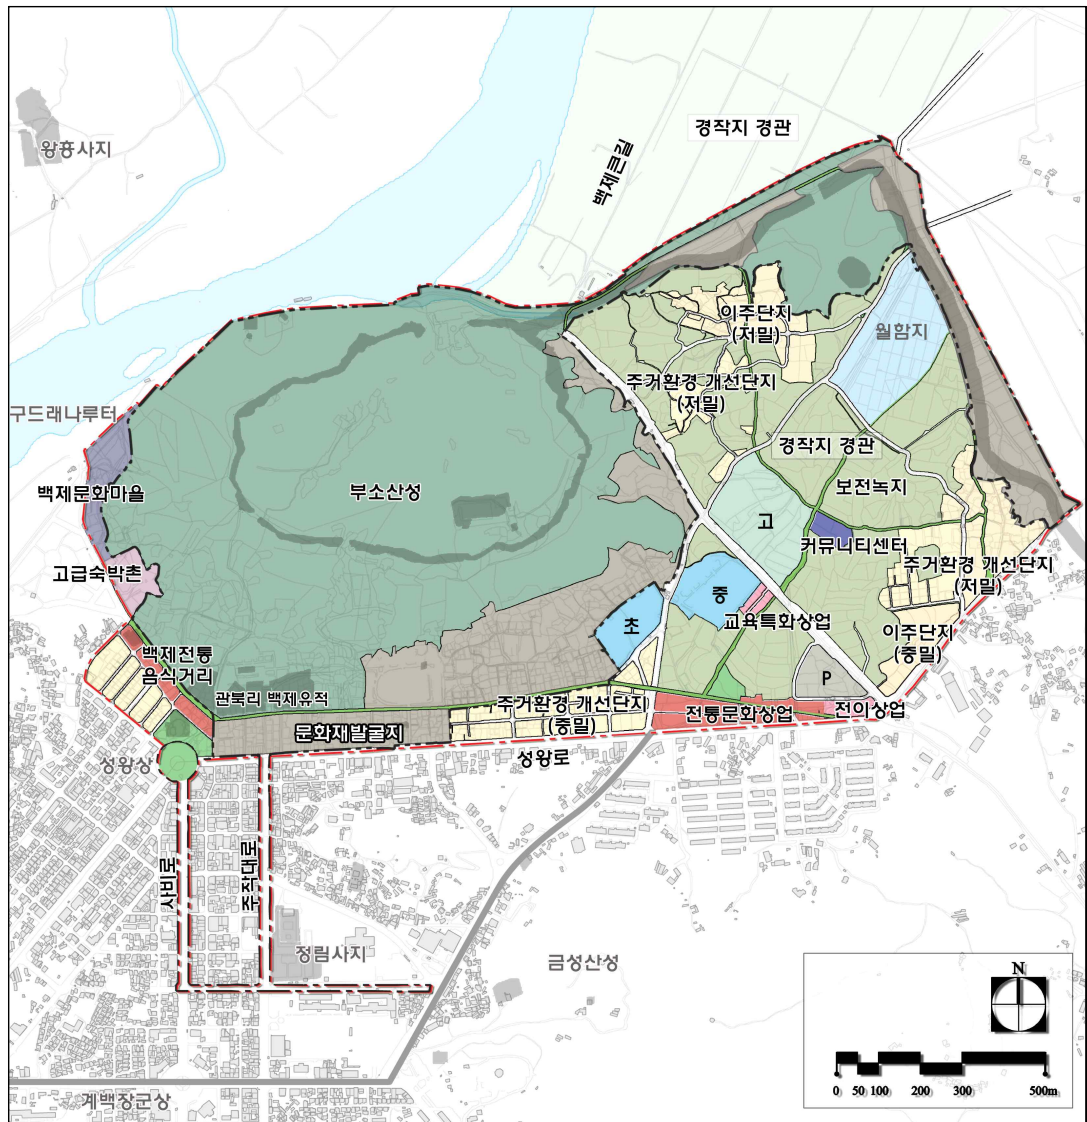 경작지 경관
왕흥사지
백제큰길
이주단지
(저밀)
월함지
주거환경 개선단지
(저밀)
구드래나루터
경작지 경관
백제문화마을
부소산성
보전녹지
고
커뮤니티센터
고급숙박촌
주거환경 개선단지
(저밀)
중
초
교육특화상업
이주단지
(중밀)
백제전통
음식거리
P
관북리 백제유적
주거환경 개선단지
(중밀)
전통문화상업
전이상업
문화재발굴지
성왕로
성왕상
사비로
주작대로
정림사지
금성산성
N
0 50 100 200 300 500m
계백장군상